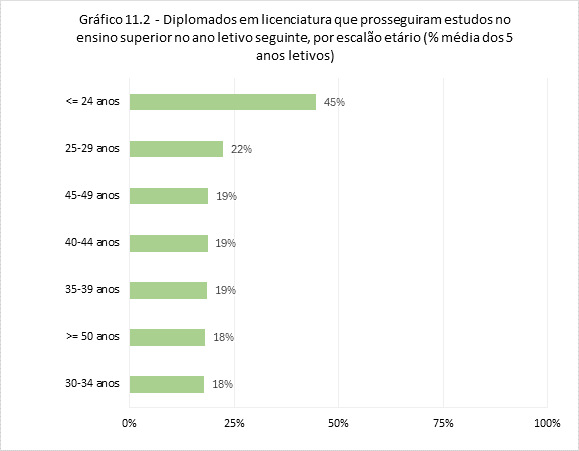 Gráfico 11.2 - Diplomados em licenciatura que prosseguiram estudos no
ensino superior no ano letivo seguinte, por escalão etário (% média dos 5
anos letivos)
<= 24 anos 45%
25-29 anos 22%
45-49 anos 19%
40-44 anos 19%
35-39 anos 19%
>= 50 anos 18%
30-34 anos 18%
0% 25% 50% 75% 100%